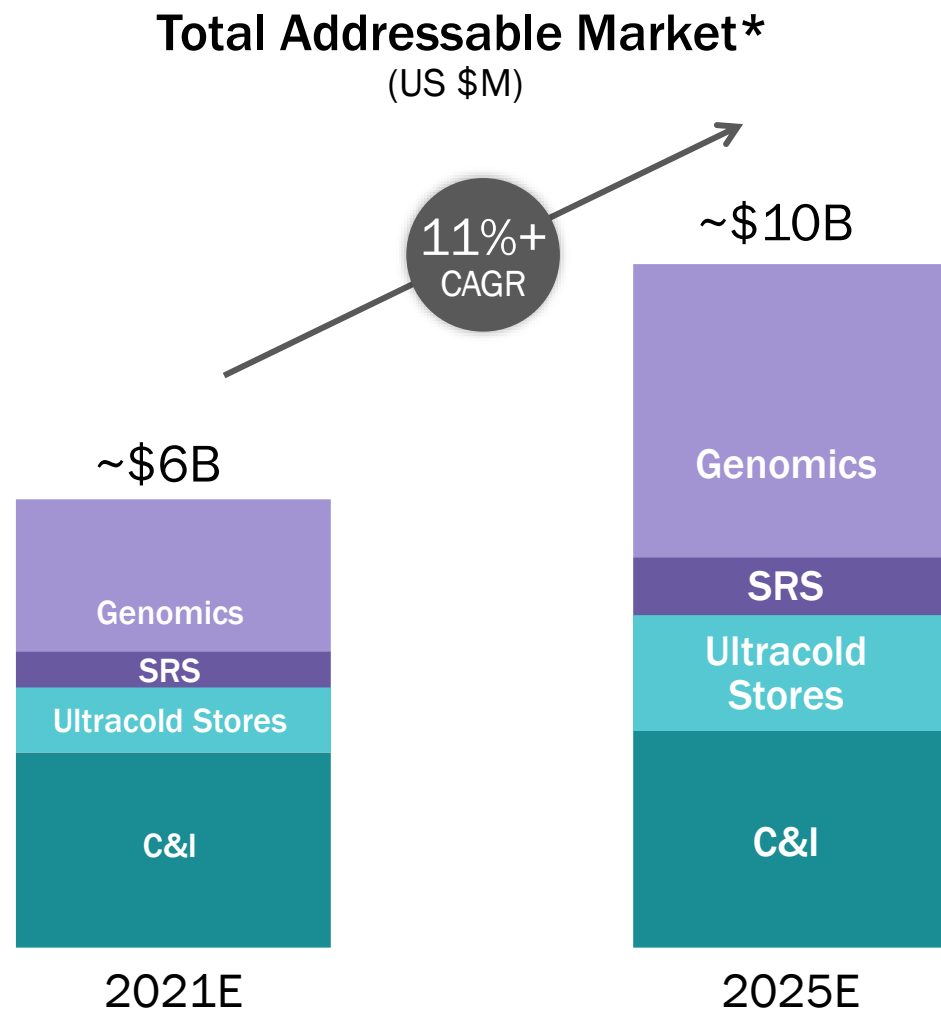 Total Addressable Market*
(US $M)
11%+
CAGR
~$10B
~$6B
Genomics
SRS
Ultracold Stores
C&I
Genomics
SRS
Ultracold
Stores
C&I
2021E
2025E